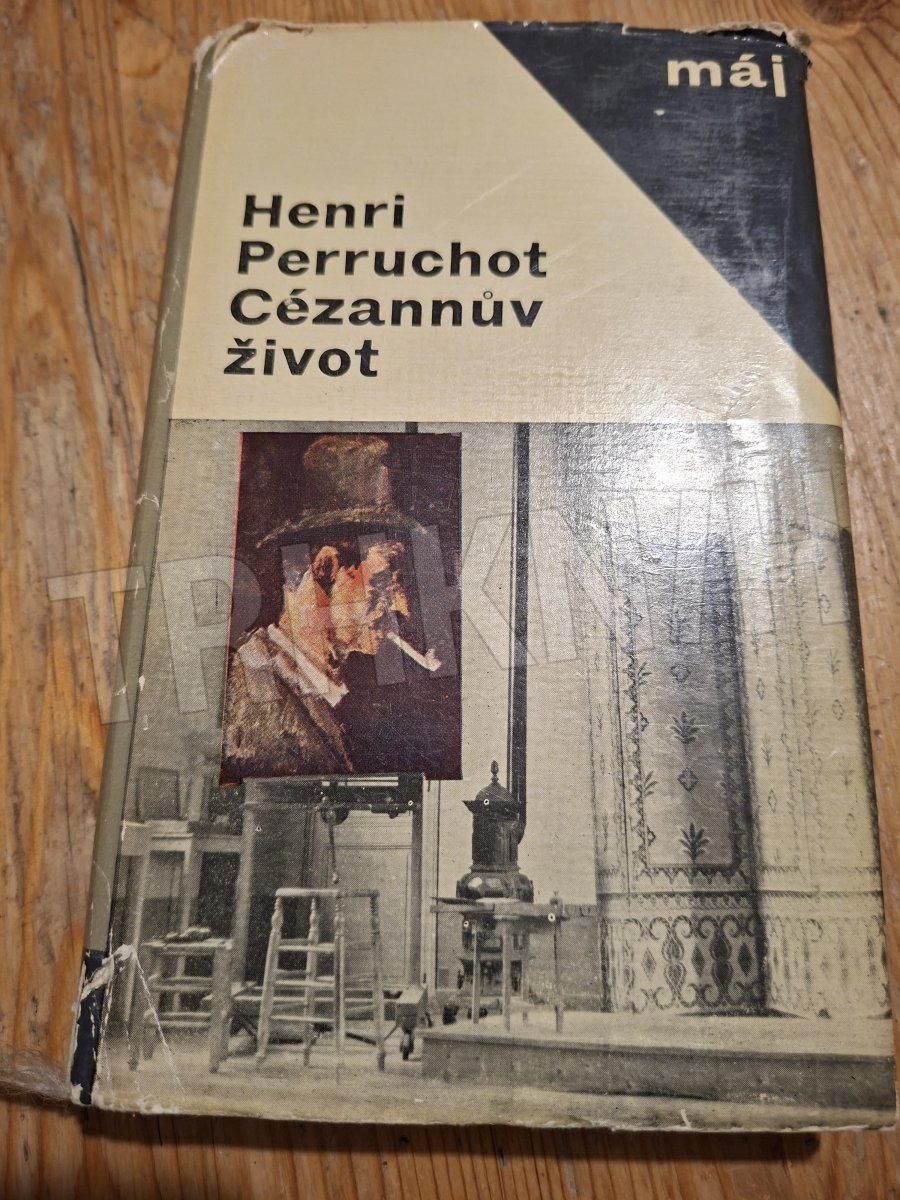 máj
Henri
Perruchot
Cézannův
život